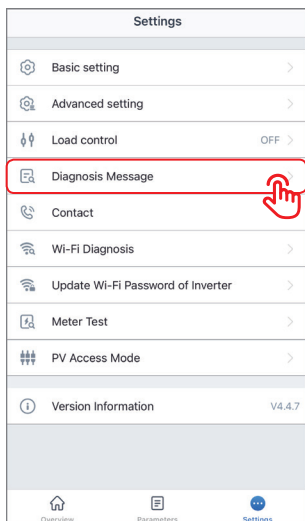 Settings
Basic setting
Advanced setting
Load control OFF
Diagnosis Message
Contact
Wi-Fi Diagnosis
Update Wi-Fi Password of Inverter
Meter Test
PV Access Mode
Version Information V4.4.7
Overview Parameters Settings